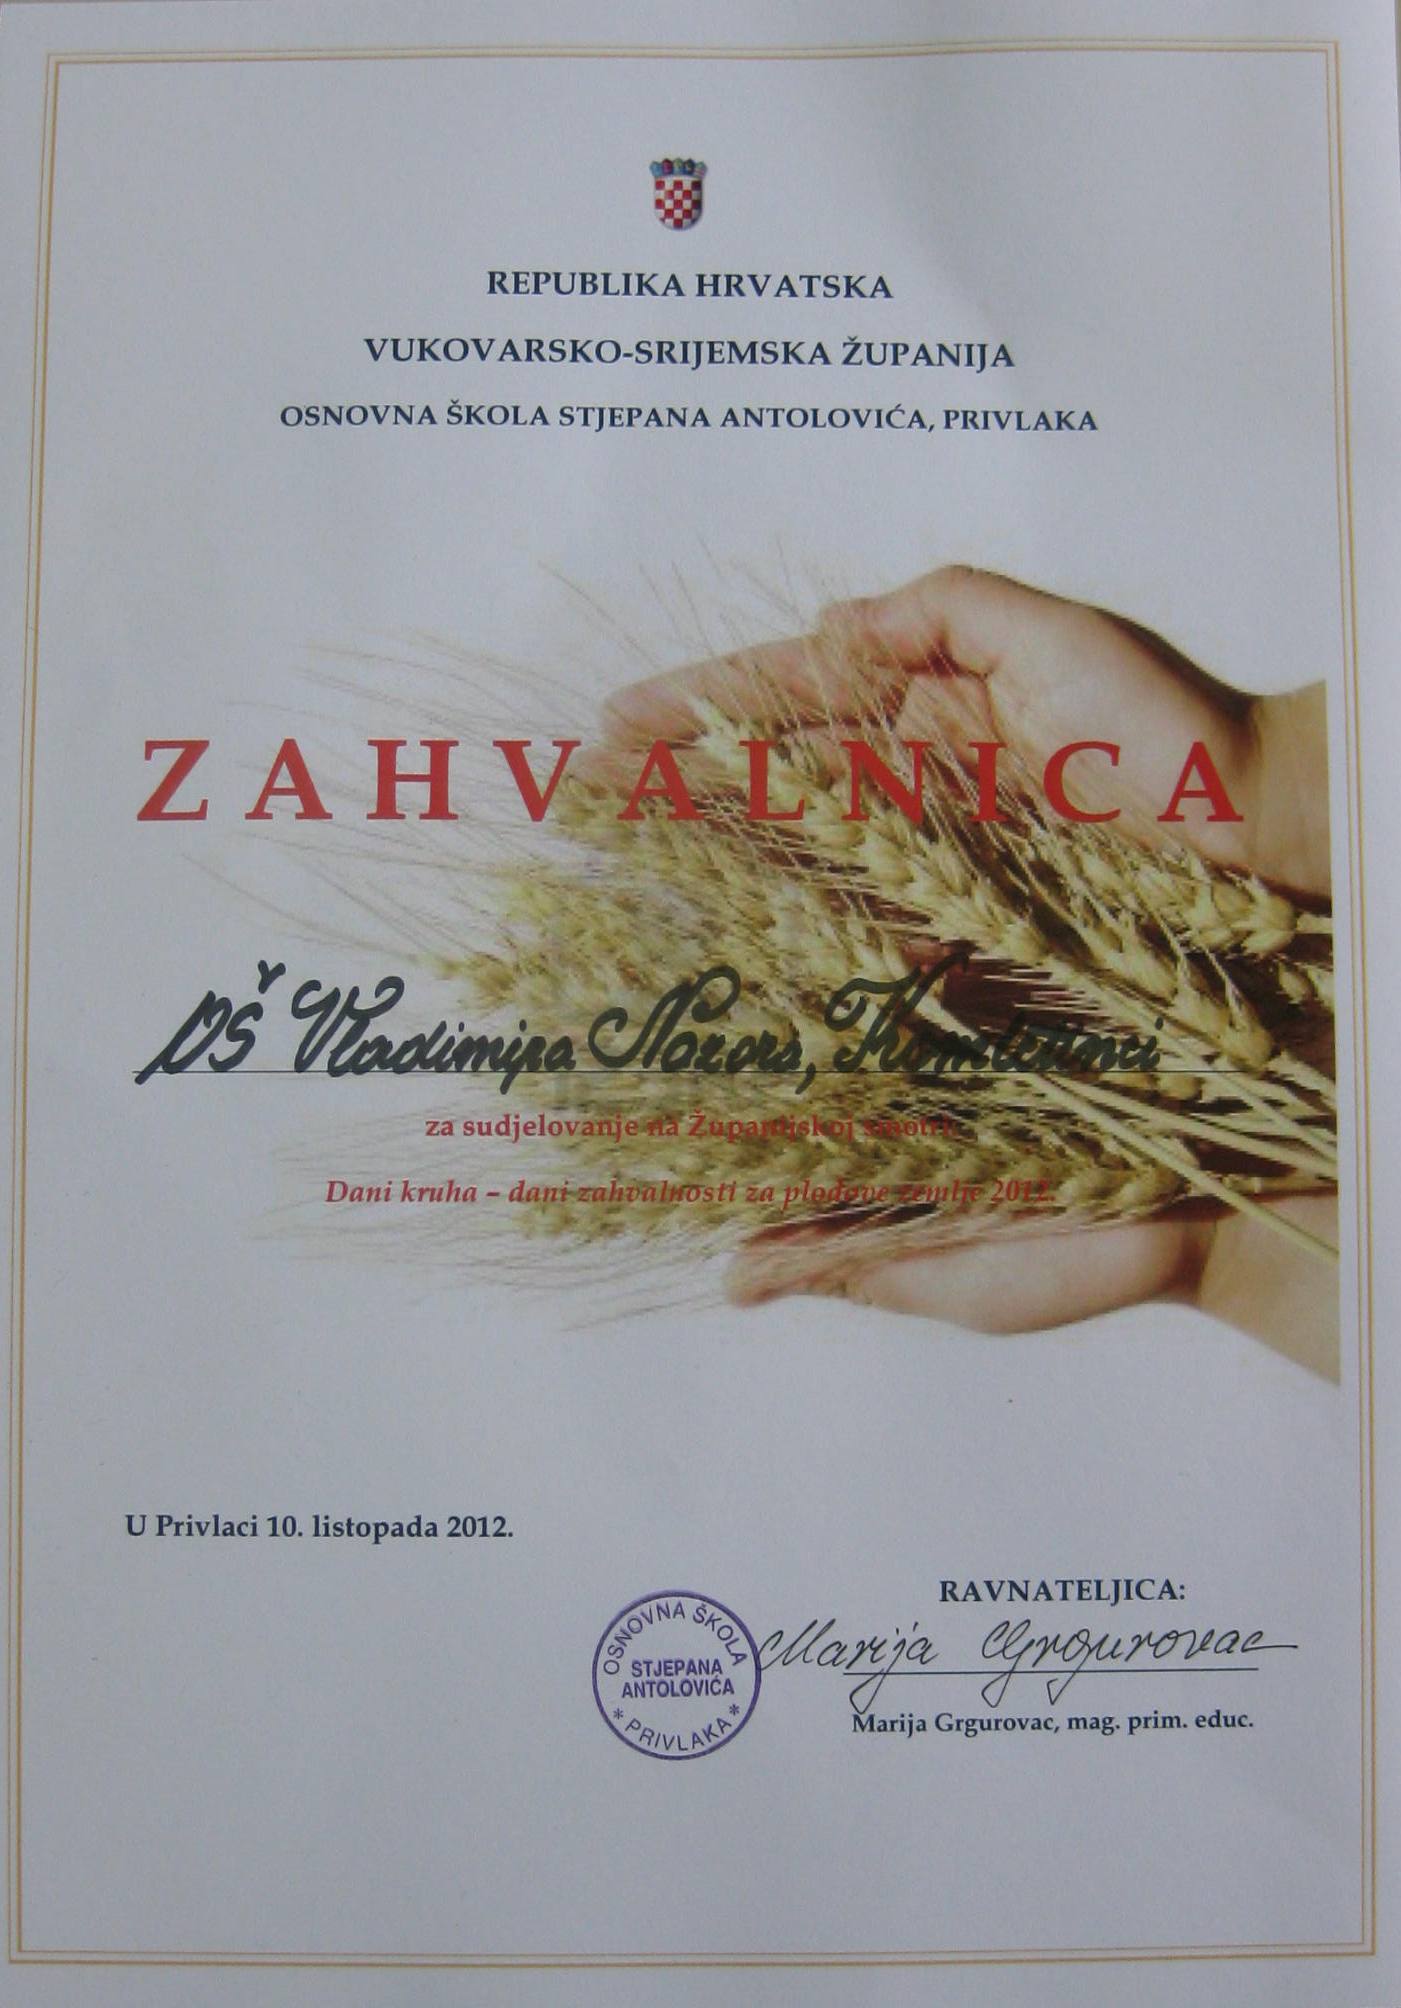 REPUBLIKA HRVATSKA
VUKOVARSKO-SRIJEMSKA ŽUPANIJA
OSNOVNA ŠKOLA STJEPANA ANTOLOVIĆA, PRIVLAKA
ZAHVALNICA
OŠ Vladimira Nazora, Komletinci
za sudjelovanje na Županijskoj smotri
Dani kruha – dani zahvalnosti za plodove zemlje 2012.
U Privlaci 10. listopada 2012.
RAVNATELJICA:
Marija Grgurovac
Marija Grgurovac, mag. prim. educ.
OSNOVNA ŠKOLA
STJEPANA
ANTOLOVIĆA
* PRIVLAKA *